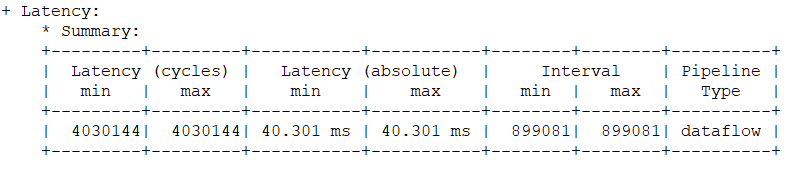 + Latency:
    * Summary:
    +---------+---------+-----------+-----------+--------+--------+----------+
    |  Latency (cycles) |   Latency (absolute)  |     Interval    | Pipeline |
    |   min   |   max   |    min    |    max    |   min  |   max  |   Type   |
    +---------+---------+-----------+-----------+--------+--------+----------+
    |  4030144|  4030144| 40.301 ms | 40.301 ms |  899081|  899081| dataflow |
    +---------+---------+-----------+-----------+--------+--------+----------+